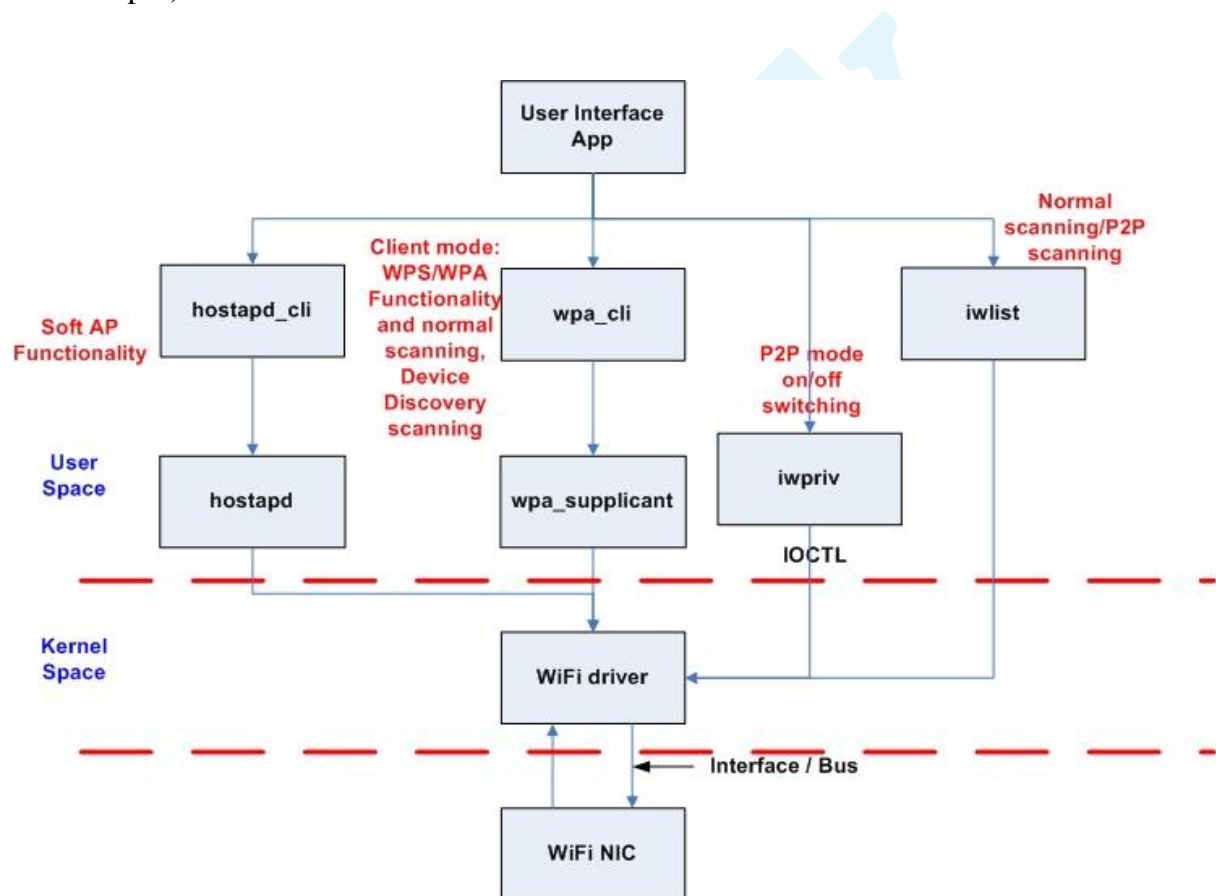 User Interface
App
Normal
scanning/P2P
scanning
Client mode:
WPS/WPA
Functionality
and normal
scanning,
Device
Discovery
scanning
hostapd_cli
wpa_cli
iwlist
Soft AP
Functionality
P2P mode
on/off
switching
User
Space
hostapd
wpa_supplicant
iwpriv
IOCTL
Kernel
Space
WiFi driver
Interface / Bus
WiFi NIC